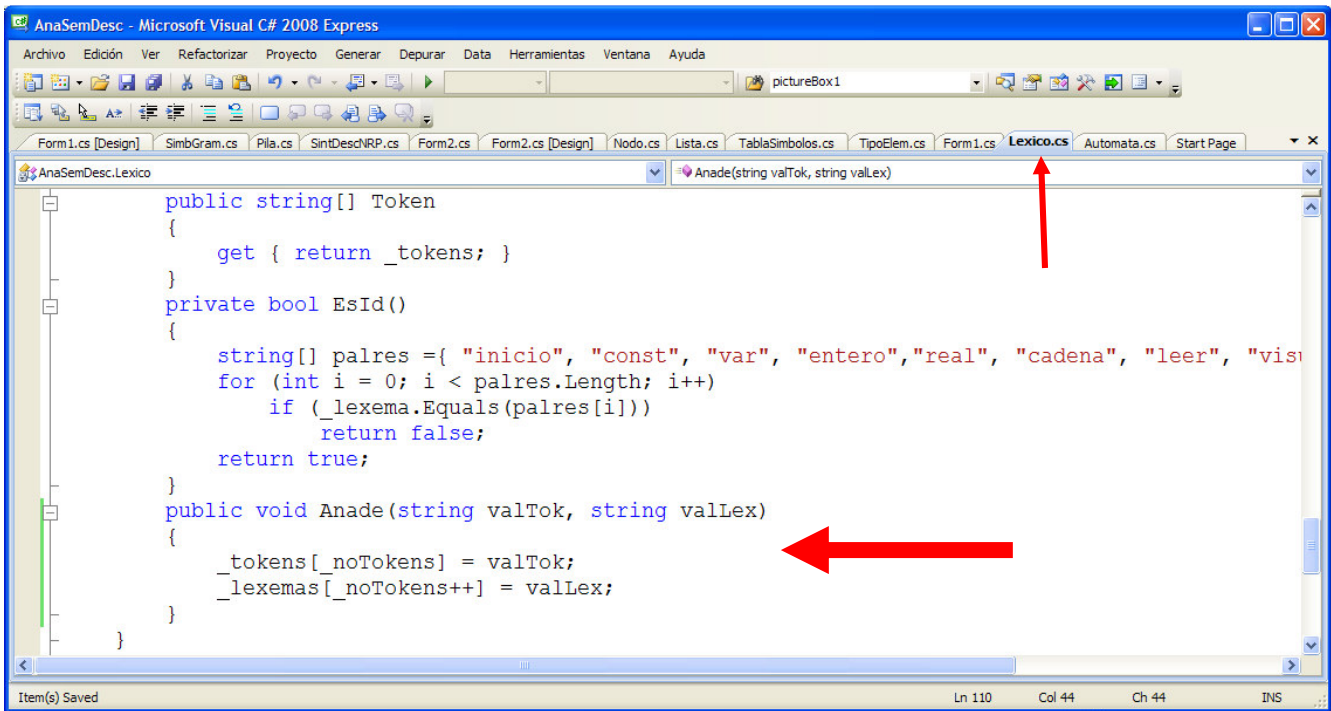 AnaSemDesc - Microsoft Visual C# 2008 Express
Archivo Edición Ver Refactorizar Proyecto Generar Depurar Data Herramientas Ventana Ayuda
pictureBox1
Form1.cs [Design] SimbGram.cs Pila.cs SintDescNRP.cs Form2.cs Form2.cs [Design] Nodo.cs Lista.cs TablaSimbolos.cs TipoElem.cs Form1.cs Lexico.cs Automata.cs Start Page
AnaSemDesc.Lexico Anade(string valTok, string valLex)
public string[] Token
{
get { return _tokens; }
}
private bool EsId()
{
string[] palres ={ "inicio", "const", "var", "entero","real", "cadena", "leer", "visu
for (int i = 0; i < palres.Length; i++)
if (_lexema.Equals(palres[i]))
return false;
return true;
}
public void Anade(string valTok, string valLex)
{
_tokens[_noTokens] = valTok;
_lexemas[_noTokens++] = valLex;
}
}
Item(s) Saved Ln 110 Col 44 Ch 44 INS